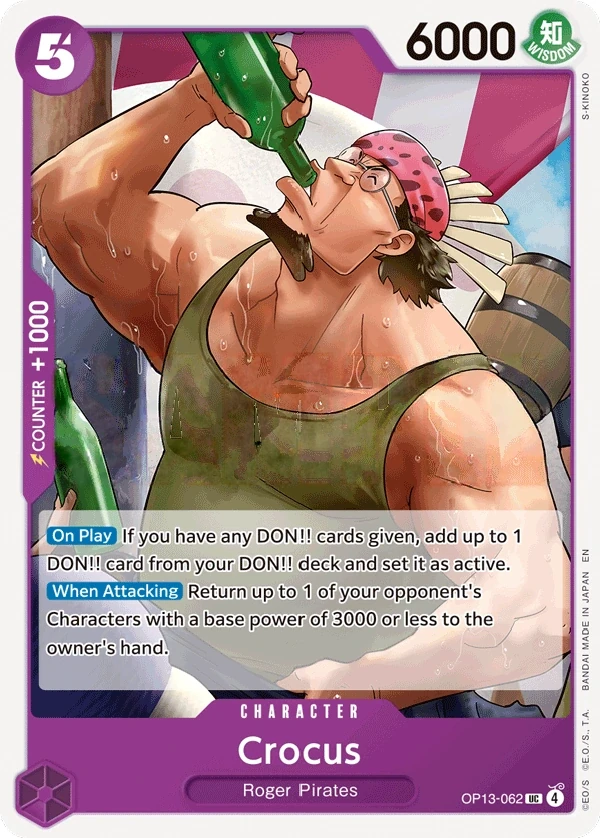 5
6000
知
WISDOM
S-KINOKO
COUNTER +1000
On Play If you have any DON!! cards given, add up to 1
DON!! card from your DON!! deck and set it as active.
When Attacking Return up to 1 of your opponent's
Characters with a base power of 3000 or less to the
owner's hand.
CHARACTER
Crocus
Roger Pirates
OP13-062 UC 4
©E.O/S ©E.O./S., T.A. BANDAI MADE IN JAPAN EN